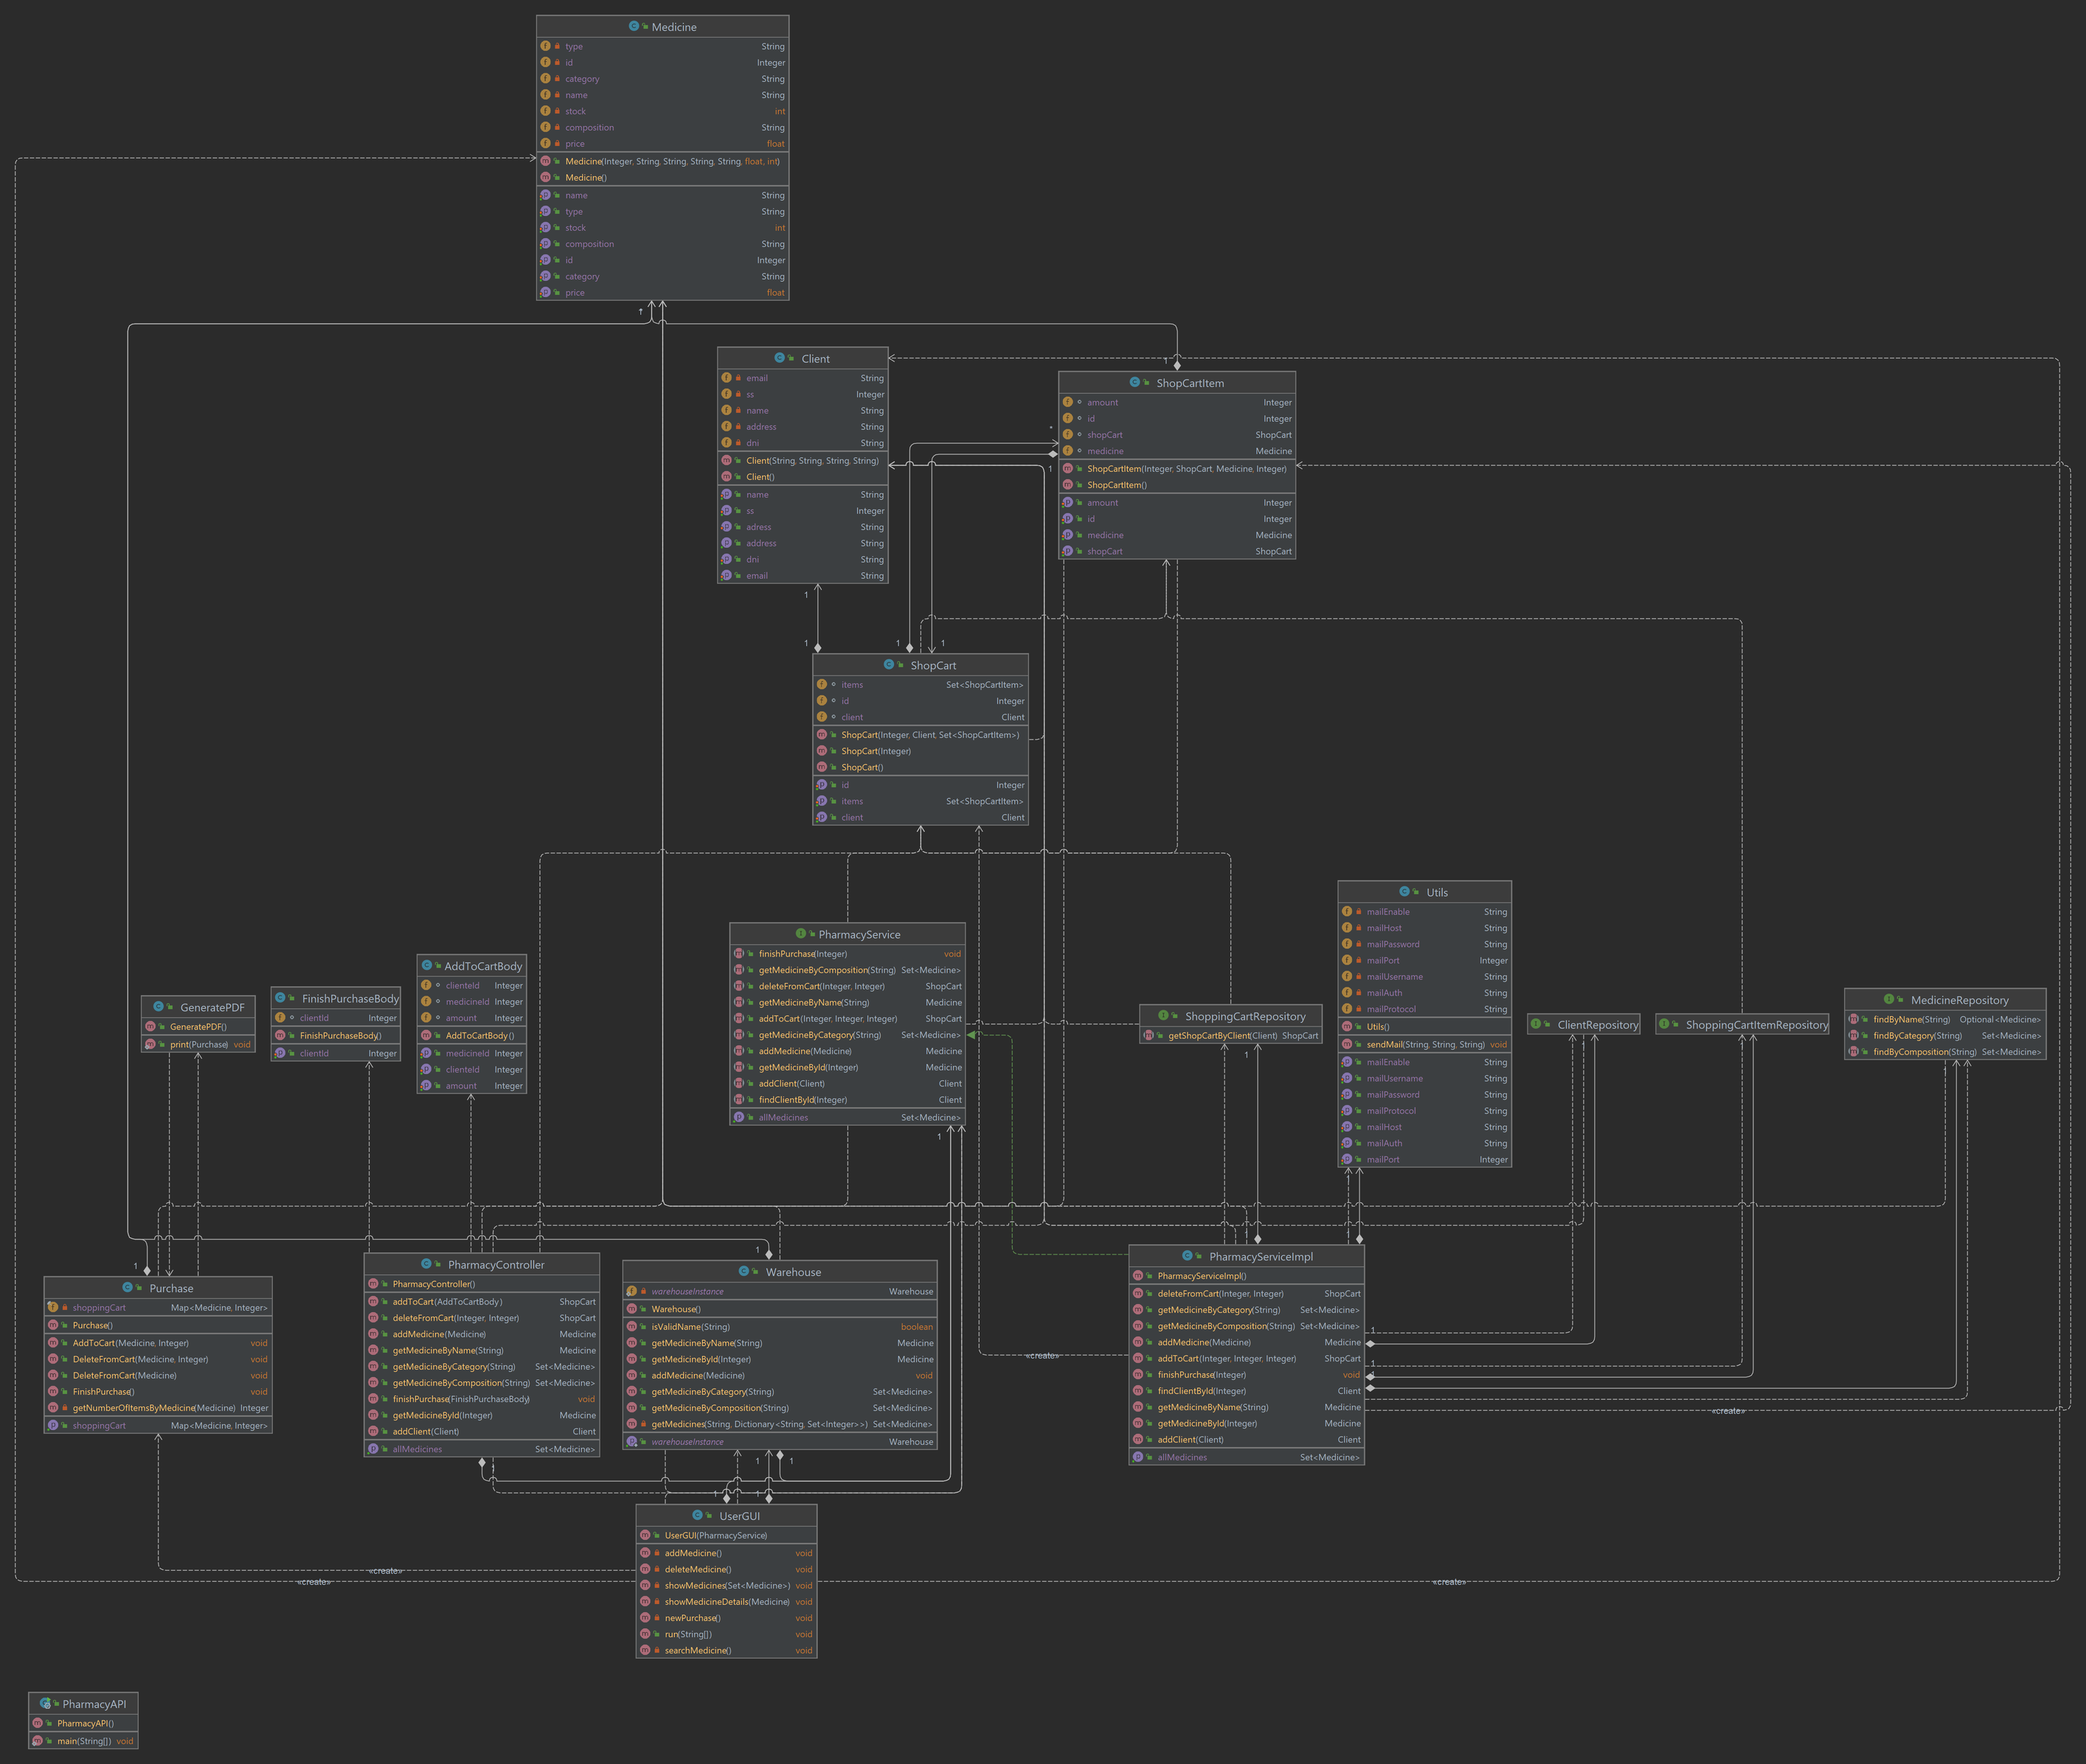 Medicine
type String
id Integer
category String
name String
stock int
composition String
price float
Medicine(Integer, String, String, String, String, float, int)
Medicine()
name String
type String
stock int
composition String
id Integer
category String
price float
1
Client
email String
ss Integer
name String
address String
dni String
Client(String, String, String, String)
Client()
name String
ss Integer
adress String
address String
dni String
email String
1
ShopCartItem
amount Integer
id Integer
shopCart ShopCart
medicine Medicine
ShopCartItem(Integer, ShopCart, Medicine, Integer)
ShopCartItem()
amount Integer
id Integer
medicine Medicine
shopCart ShopCart
*
1
1
1 1 1
ShopCart
items Set<ShopCartItem>
id Integer
client Client
ShopCart(Integer, Client, Set<ShopCartItem>)
ShopCart(Integer)
ShopCart()
id Integer
items Set<ShopCartItem>
client Client
Utils
mailEnable String
mailHost String
mailPassword String
mailPort Integer
mailUsername String
mailAuth String
mailProtocol String
Utils()
sendMail(String, String, String) void
mailEnable String
mailUsername String
mailPassword String
mailProtocol String
mailHost String
mailAuth String
mailPort Integer
PharmacyService
finishPurchase(Integer) void
getMedicineByComposition(String) Set<Medicine>
deleteFromCart(Integer, Integer) ShopCart
getMedicineByName(String) Medicine
addToCart(Integer, Integer, Integer) ShopCart
getMedicineByCategory(String) Set<Medicine>
addMedicine(Medicine) Medicine
getMedicineById(Integer) Medicine
addClient(Client) Client
findClientById(Integer) Client
allMedicines Set<Medicine>
1
AddToCartBody
clienteId Integer
medicineId Integer
amount Integer
AddToCartBody()
medicineId Integer
clienteId Integer
amount Integer
FinishPurchaseBody
clientId Integer
FinishPurchaseBody()
clientId Integer
GeneratePDF
GeneratePDF()
print(Purchase) void
ShoppingCartRepository
getShopCartByClient(Client) ShopCart
1
ClientRepository
ShoppingCartItemRepository
MedicineRepository
findByName(String) Optional<Medicine>
findByCategory(String) Set<Medicine>
findByComposition(String) Set<Medicine>
1
Purchase
shoppingCart Map<Medicine, Integer>
Purchase()
AddToCart(Medicine, Integer) void
DeleteFromCart(Medicine, Integer) void
DeleteFromCart(Medicine) void
FinishPurchase() void
getNumberOfItemsByMedicine(Medicine) Integer
shoppingCart Map<Medicine, Integer>
PharmacyController
PharmacyController()
addToCart(AddToCartBody) ShopCart
deleteFromCart(Integer, Integer) ShopCart
addMedicine(Medicine) Medicine
getMedicineByName(String) Medicine
getMedicineByCategory(String) Set<Medicine>
getMedicineByComposition(String) Set<Medicine>
finishPurchase(FinishPurchaseBody) void
getMedicineById(Integer) Medicine
addClient(Client) Client
allMedicines Set<Medicine>
1
1
Warehouse
warehouseInstance Warehouse
Warehouse()
isValidName(String) boolean
getMedicineByName(String) Medicine
getMedicineById(Integer) Medicine
addMedicine(Medicine) void
getMedicineByCategory(String) Set<Medicine>
getMedicineByComposition(String) Set<Medicine>
getMedicines(String, Dictionary<String, Set<Integer>>) Set<Medicine>
warehouseInstance Warehouse
1 1
PharmacyServiceImpl
PharmacyServiceImpl()
deleteFromCart(Integer, Integer) ShopCart
getMedicineByCategory(String) Set<Medicine>
getMedicineByComposition(String) Set<Medicine>
addMedicine(Medicine) Medicine
addToCart(Integer, Integer, Integer) ShopCart
finishPurchase(Integer) void
findClientById(Integer) Client
getMedicineByName(String) Medicine
getMedicineById(Integer) Medicine
addClient(Client) Client
allMedicines Set<Medicine>
1
1
1
«create»
«create»
1 1
UserGUI
UserGUI(PharmacyService)
addMedicine() void
deleteMedicine() void
showMedicines(Set<Medicine>) void
showMedicineDetails(Medicine) void
newPurchase() void
run(String[]) void
searchMedicine() void
«create»
«create»
«create»
PharmacyAPI
PharmacyAPI()
main(String[]) void